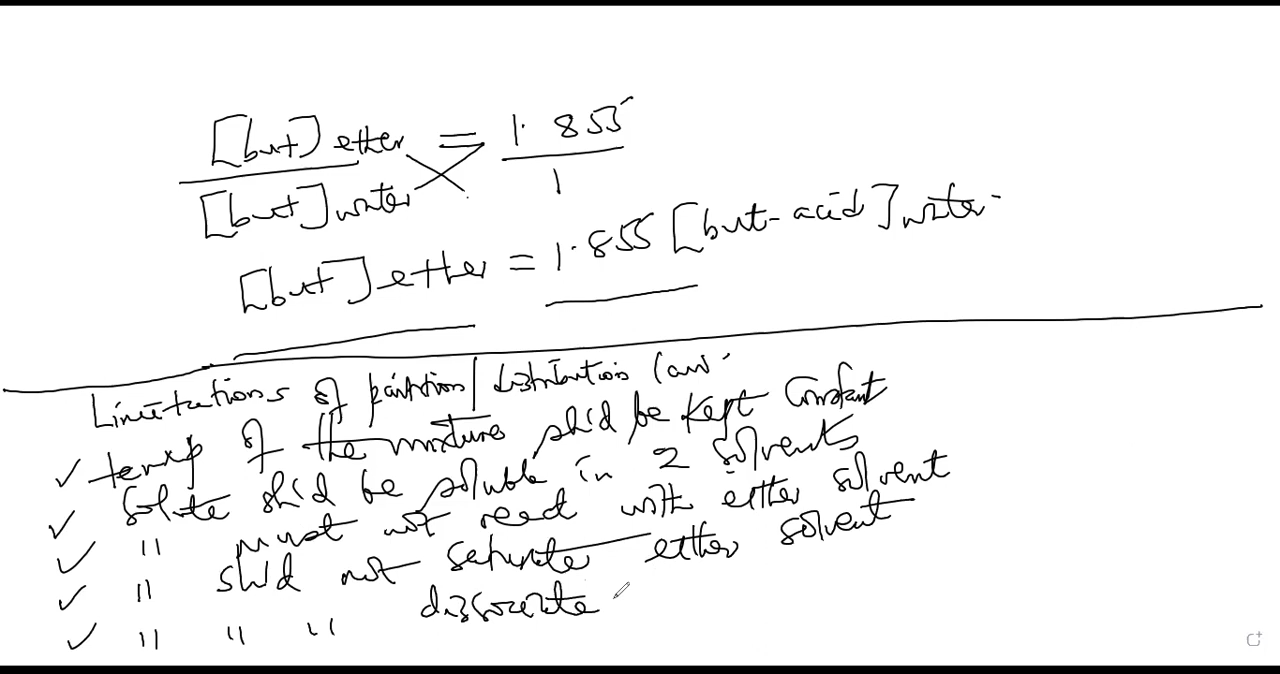 [but] ether = 1.855
[but] water 1
[but] ether = 1.855 [but-acid] water
Limitations of partition/distribution law
✓ temp of the mixture shld be kept constant
✓ Solute shld be soluble in 2 solvents
✓ " must not react with either solvent
✓ " shld not saturate either solvent
✓ " " " dissociate